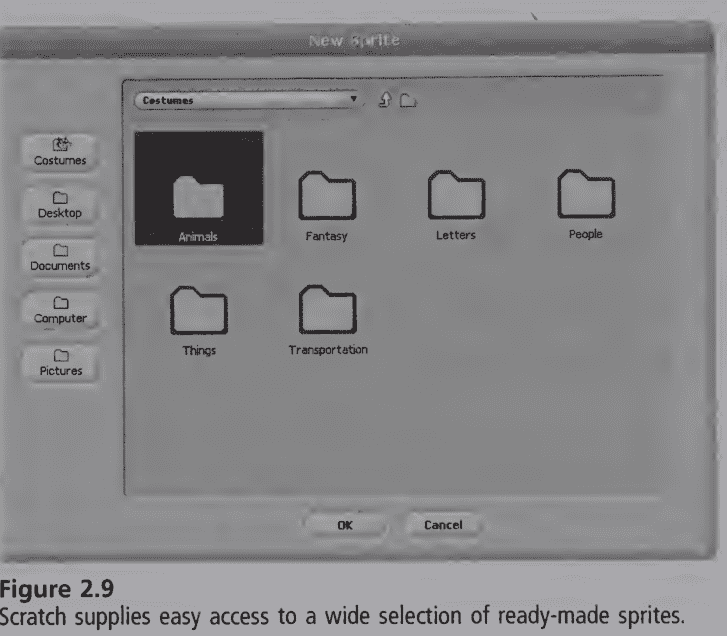 New Sprite
Costumes
Costumes
Desktop
Documents
Computer
Pictures
Animals
Fantasy
Letters
People
Things
Transportation
OK
Cancel
Figure 2.9
Scratch supplies easy access to a wide selection of ready-made sprites.